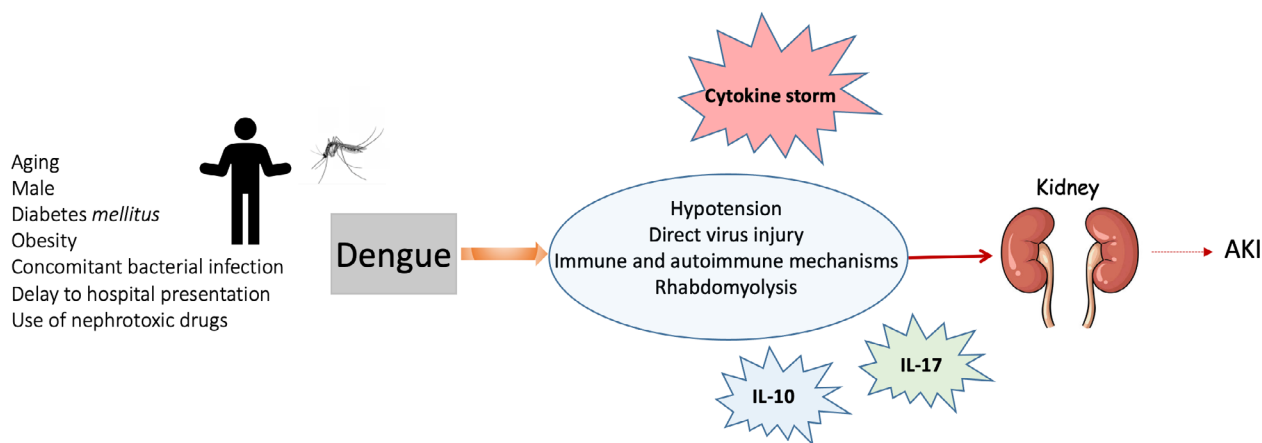 Aging
Male
Diabetes mellitus
Obesity
Concomitant bacterial infection
Delay to hospital presentation
Use of nephrotoxic drugs
Dengue
Cytokine storm
Hypotension
Direct virus injury
Immune and autoimmune mechanisms
Rhabdomyolysis
IL-10
IL-17
Kidney
AKI